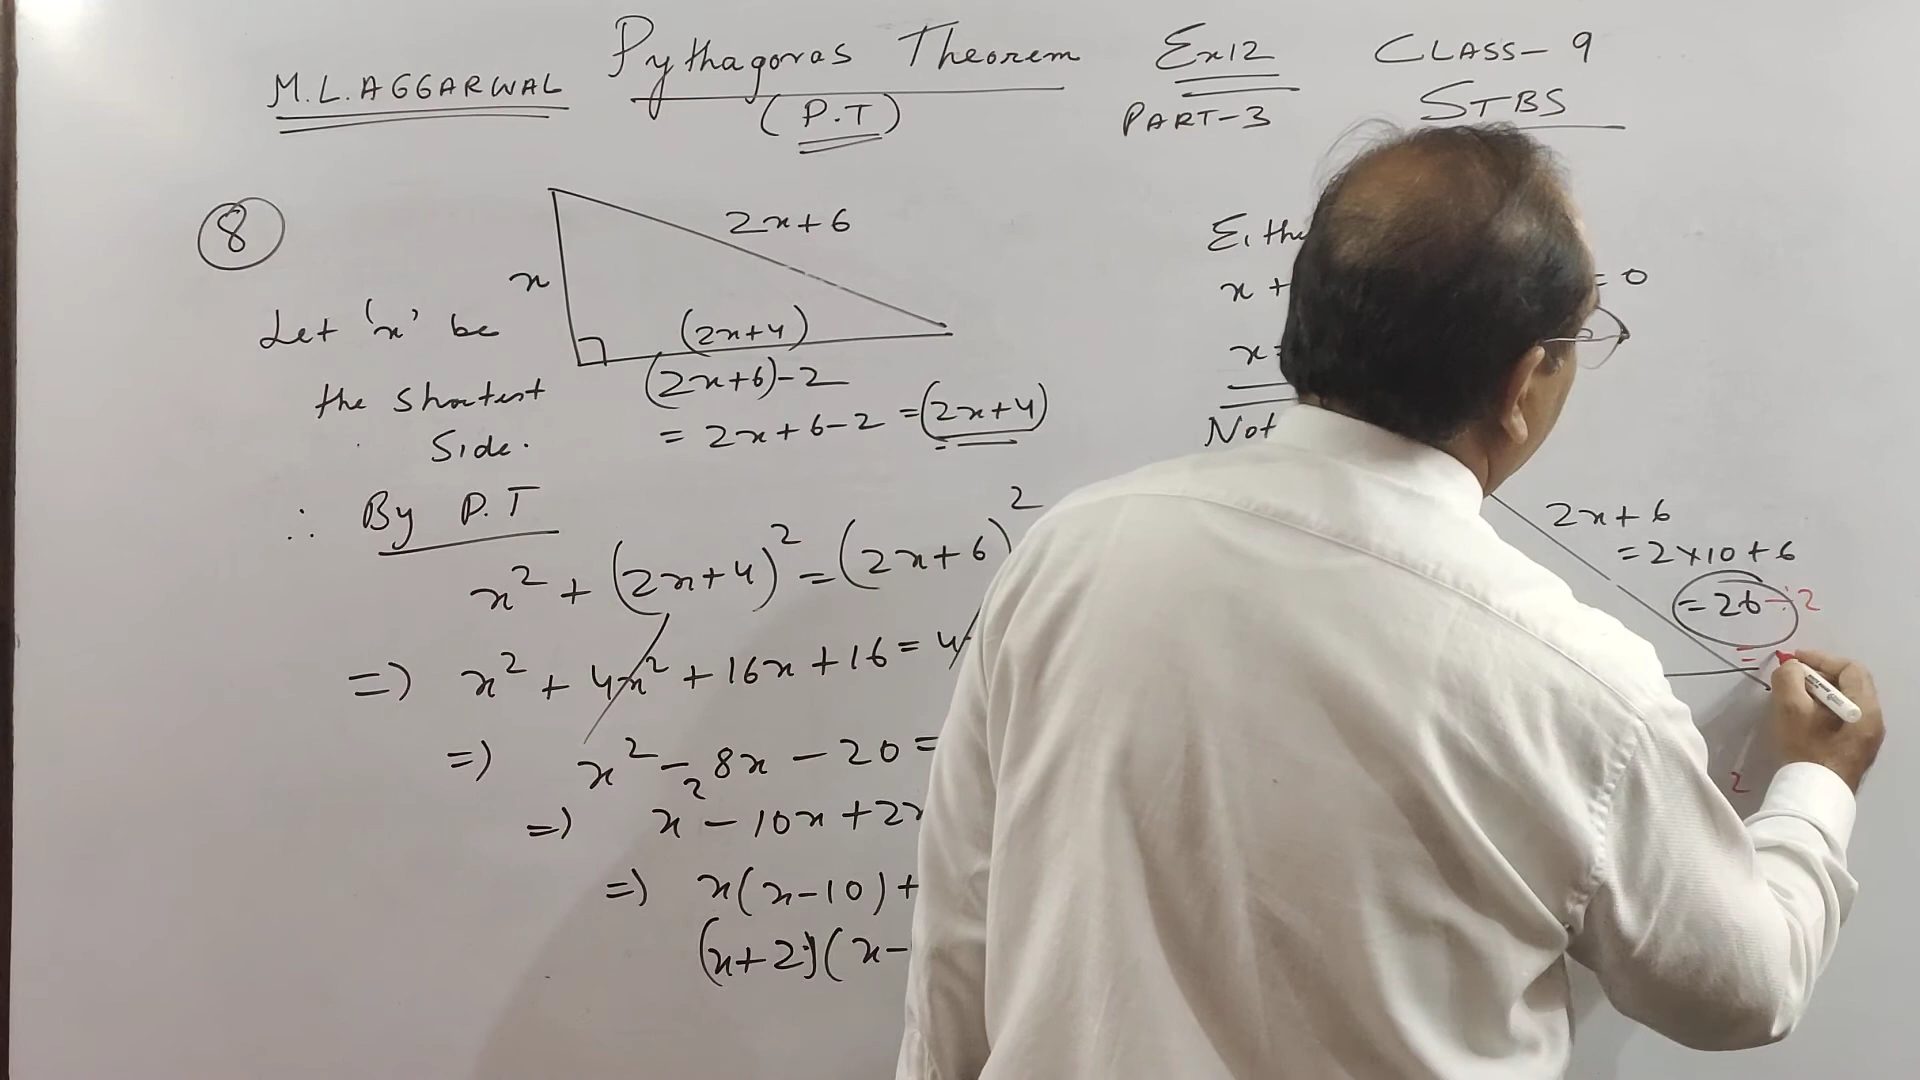 M.L.AGGARWAL Pythagoras Theorem Ex12 CLASS-9
(P.T) PART-3 STBS
8
2x+6
x
(2x+4)
(2x+6)-2
= 2x+6-2 = (2x+4)
Let 'x' be
the shortest
Side.
∴ By P.T
x² + (2x+4)² = (2x+6)²
=> x² + 4x² + 16x + 16 = 4
=> x² - 8x - 20 =
=> x² - 10x + 2x
=> x(x-10) +
(x+2)(x-
x + = 0
x =
Not
2x+6
= 2×10+6
= 26 ÷ 2
=
2